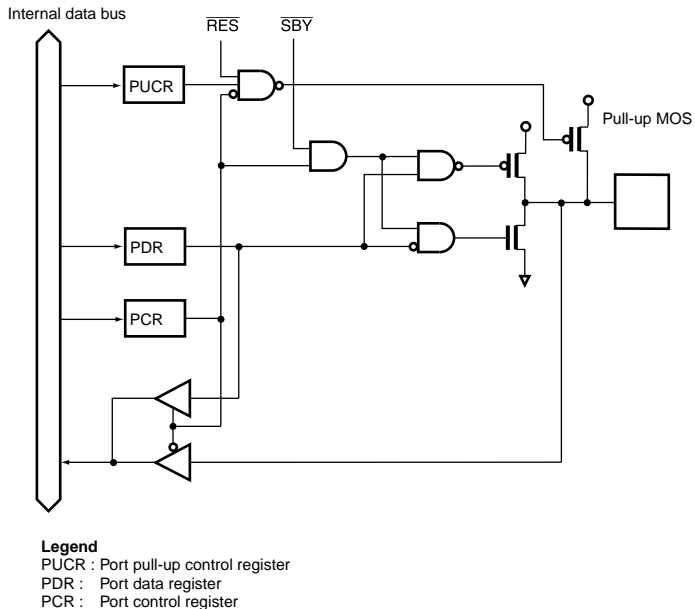 Internal data bus
RES
SBY
PUCR
Pull-up MOS
PDR
PCR
Legend
PUCR : Port pull-up control register
PDR : Port data register
PCR : Port control register